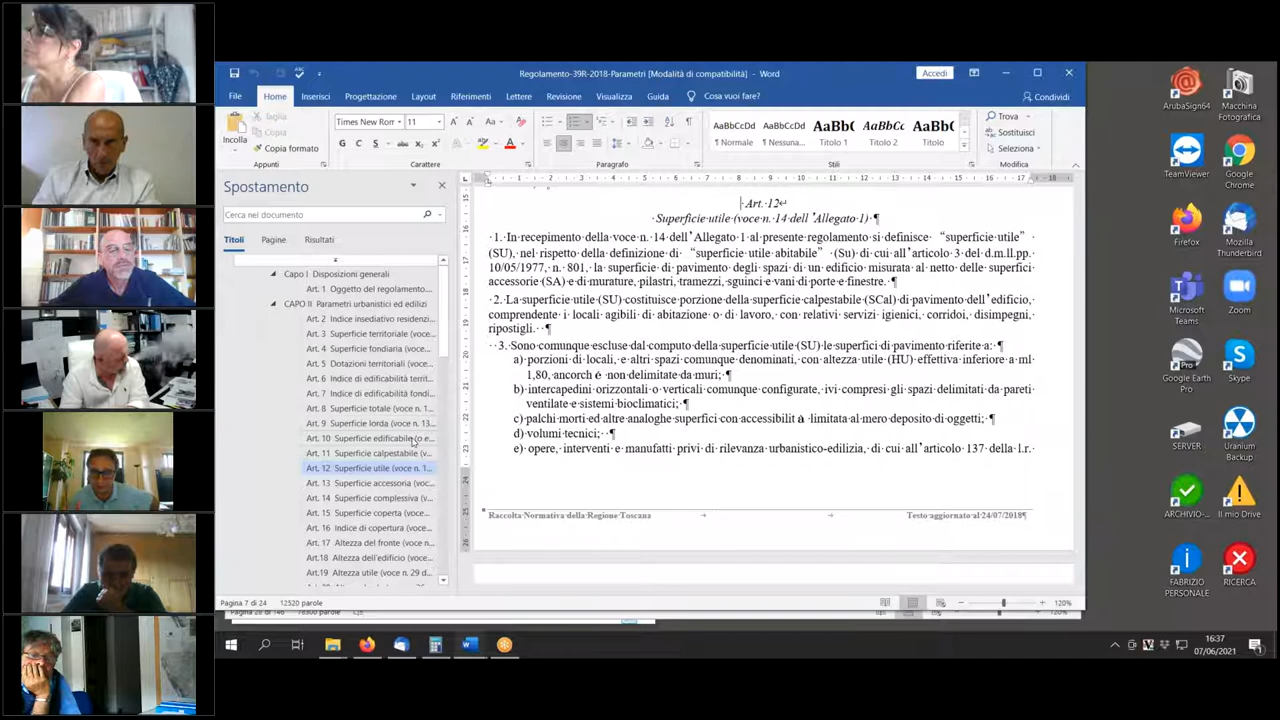 Regolamento-39R-2018-Parametri [Modalità di compatibilità] - Word
Accedi
File Home Inserisci Progettazione Layout Riferimenti Lettere Revisione Visualizza Guida Cosa vuoi fare? Condividi
Incolla
Taglia
Copia
Copia formato
Times New Rom 11
AaBbCcDd AaBbCcDd AaBbC AaBbCcD AaBbC
¶ Normale ¶ Nessuna... Titolo 1 Titolo 2 Titolo
Trova
Sostituisci
Seleziona
Appunti Carattere Paragrafo Stili Modifica
Spostamento
Cerca nel documento
Titoli Pagine Risultati
Capo I Disposizioni generali
Art. 1 Oggetto del regolamento...
CAPO II Parametri urbanistici ed edilizi
Art. 2 Indice insediativo residenzi...
Art. 3 Superficie territoriale (voce...
Art. 4 Superficie fondiaria (voce...
Art. 5 Dotazioni territoriali (voce...
Art. 6 Indice di edificabilità territ...
Art. 7 Indice di edificabilità fondi...
Art. 8 Superficie totale (voce n. 1...
Art. 9 Superficie lorda (voce n. 13...
Art. 10 Superficie edificabile (o e...
Art. 11 Superficie calpestabile (v...
Art. 12 Superficie utile (voce n. 1...
Art. 13 Superficie accessoria (voc...
Art. 14 Superficie complessiva (v...
Art. 15 Superficie coperta (voce n...
Art. 16 Indice di copertura (voce...
Art. 17 Altezza del fronte (voce n...
Art.18 Altezza dell'edificio (voce...
Art.19 Altezza utile (voce n. 29 d...
Art. 12
Superficie utile (voce n. 14 dell'Allegato 1) ¶
1. In recepimento della voce n. 14 dell'Allegato 1 al presente regolamento si definisce “superficie utile”
(SU), nel rispetto della definizione di “superficie utile abitabile” (Su) di cui all'articolo 3 del d.m.ll.pp.
10/05/1977, n. 801, la superficie di pavimento degli spazi di un edificio misurata al netto delle superfici
accessorie (SA) e di murature, pilastri, tramezzi, sguinci e vani di porte e finestre. ¶
2. La superficie utile (SU) costituisce porzione della superficie calpestabile (SCal) di pavimento dell'edificio,
comprendente i locali agibili di abitazione o di lavoro, con relativi servizi igienici, corridoi, disimpegni,
ripostigli. ¶
3. Sono comunque escluse dal computo della superficie utile (SU) le superfici di pavimento riferite a: ¶
a) porzioni di locali, e altri spazi comunque denominati, con altezza utile (HU) effettiva inferiore a ml
1,80, ancorché non delimitate da muri; ¶
b) intercapedini orizzontali o verticali comunque configurate, ivi compresi gli spazi delimitati da pareti
ventilate e sistemi bioclimatici; ¶
c) palchi morti ed altre analoghe superfici con accessibilità limitata al mero deposito di oggetti; ¶
d) volumi tecnici; ¶
e) opere, interventi e manufatti privi di rilevanza urbanistico-edilizia, di cui all'articolo 137 della l.r.
Raccolta Normativa della Regione Toscana Testo aggiornato al 24/07/2018¶
Pagina 7 di 24 12520 parole 120%
ArubaSign64 Macchina Fotografica
TeamViewer Google Chrome
Firefox Mozilla Thunderbird
Microsoft Teams Zoom
Google Earth Pro Skype
CCleaner Uranium Backup
ARCHIVIO-... Il mio Drive
FABRIZIO PERSONALE RICERCA
16:37
07/06/2021